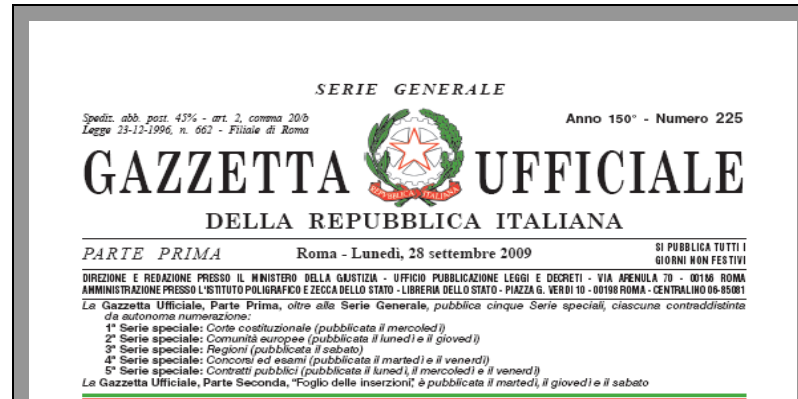 SERIE GENERALE
Spediz. abb. post. 45% - art. 2, comma 20/b
Legge 23-12-1996, n. 662 - Filiale di Roma
Anno 150° - Numero 225
GAZZETTA UFFICIALE
REPVBBLICA ITALIANA
DELLA REPUBBLICA ITALIANA
PARTE PRIMA
Roma - Lunedì, 28 settembre 2009
SI PUBBLICA TUTTI I
GIORNI NON FESTIVI
DIREZIONE E REDAZIONE PRESSO IL MINISTERO DELLA GIUSTIZIA - UFFICIO PUBBLICAZIONE LEGGI E DECRETI - VIA ARENULA 70 - 00186 ROMA
AMMINISTRAZIONE PRESSO L'ISTITUTO POLIGRAFICO E ZECCA DELLO STATO - LIBRERIA DELLO STATO - PIAZZA G. VERDI 10 - 00198 ROMA - CENTRALINO 06-85081
La Gazzetta Ufficiale, Parte Prima, oltre alla Serie Generale, pubblica cinque Serie speciali, ciascuna contraddistinta
da autonoma numerazione:
1ª Serie speciale: Corte costituzionale (pubblicata il mercoledì)
2ª Serie speciale: Comunità europee (pubblicata il lunedì e il giovedì)
3ª Serie speciale: Regioni (pubblicata il sabato)
4ª Serie speciale: Concorsi ed esami (pubblicata il martedì e il venerdì)
5ª Serie speciale: Contratti pubblici (pubblicata il lunedì, il mercoledì e il venerdì)
La Gazzetta Ufficiale, Parte Seconda, "Foglio delle inserzioni", è pubblicata il martedì, il giovedì e il sabato